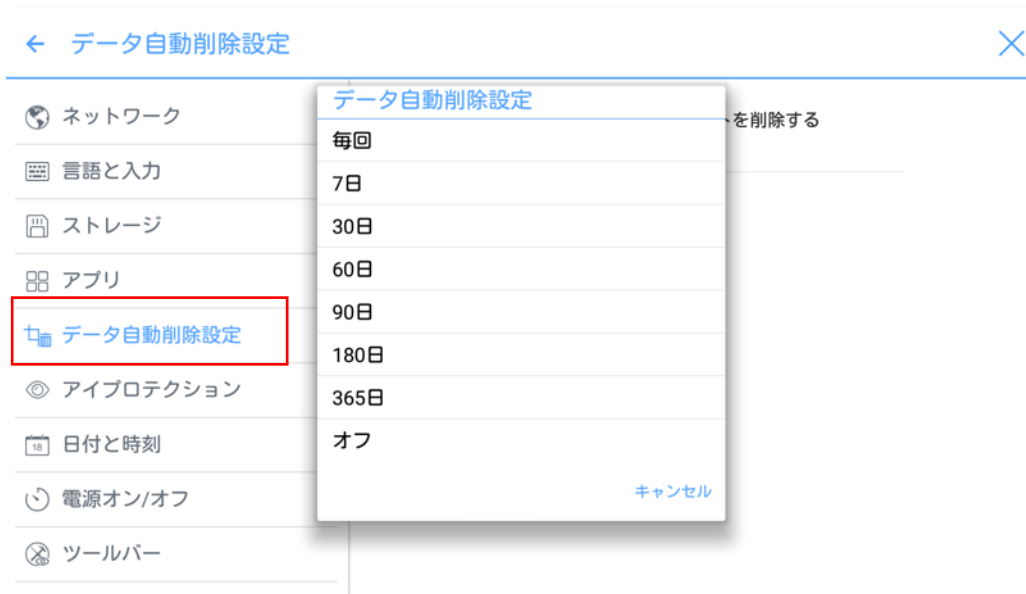 データ自動削除設定
ネットワーク
言語と入力
ストレージ
アプリ
データ自動削除設定
アイプロテクション
18
日付と時刻
電源オン/オフ
ツールバー
データ自動削除設定
毎回
7日
30日
60日
90日
180日
365日
オフ
キャンセル
を削除する